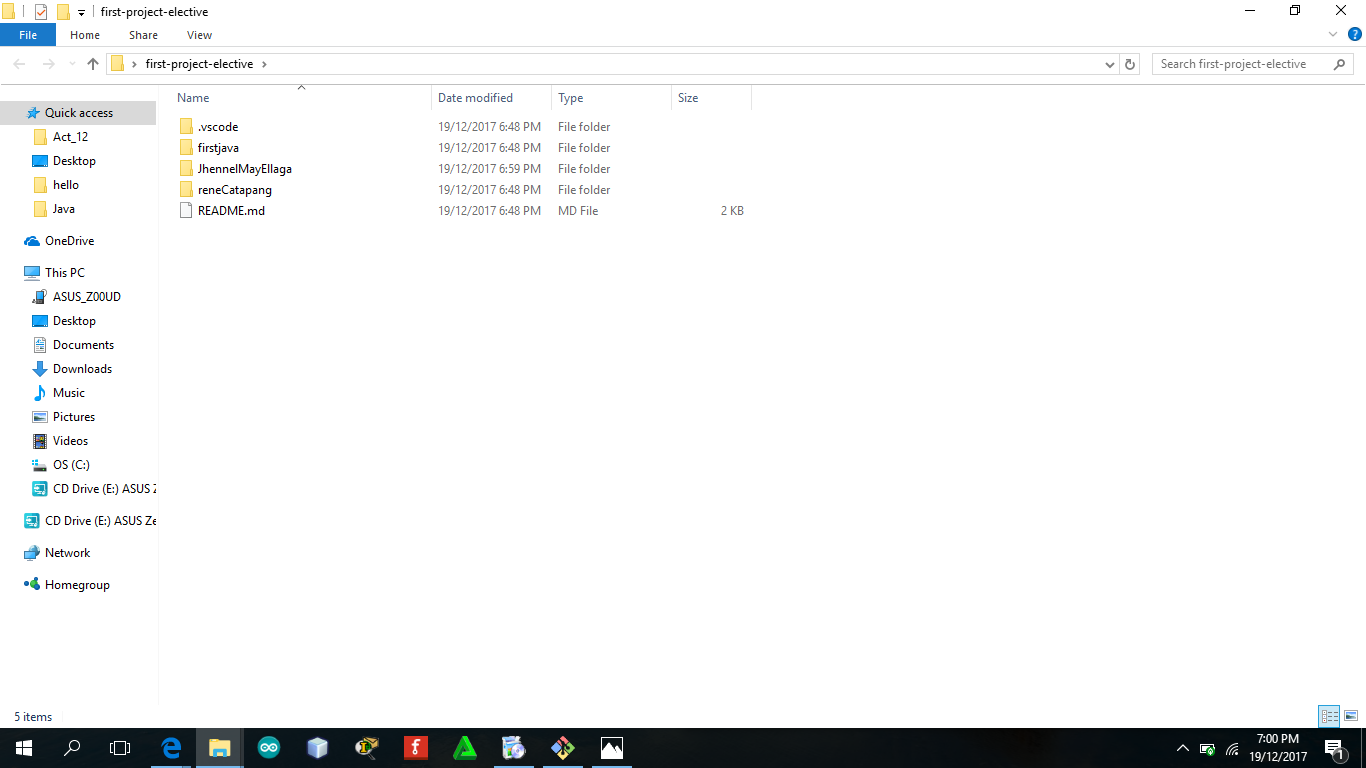 first-project-elective
File Home Share View
first-project-elective
Search first-project-elective
Name Date modified Type Size
.vscode 19/12/2017 6:48 PM File folder
firstjava 19/12/2017 6:48 PM File folder
JhennelMayEllaga 19/12/2017 6:59 PM File folder
reneCatapang 19/12/2017 6:48 PM File folder
README.md 19/12/2017 6:48 PM MD File 2 KB
Quick access
Act_12
Desktop
hello
Java
OneDrive
This PC
ASUS_Z00UD
Desktop
Documents
Downloads
Music
Pictures
Videos
OS (C:)
CD Drive (E:) ASUS Z
CD Drive (E:) ASUS Ze
Network
Homegroup
5 items
7:00 PM
19/12/2017
1